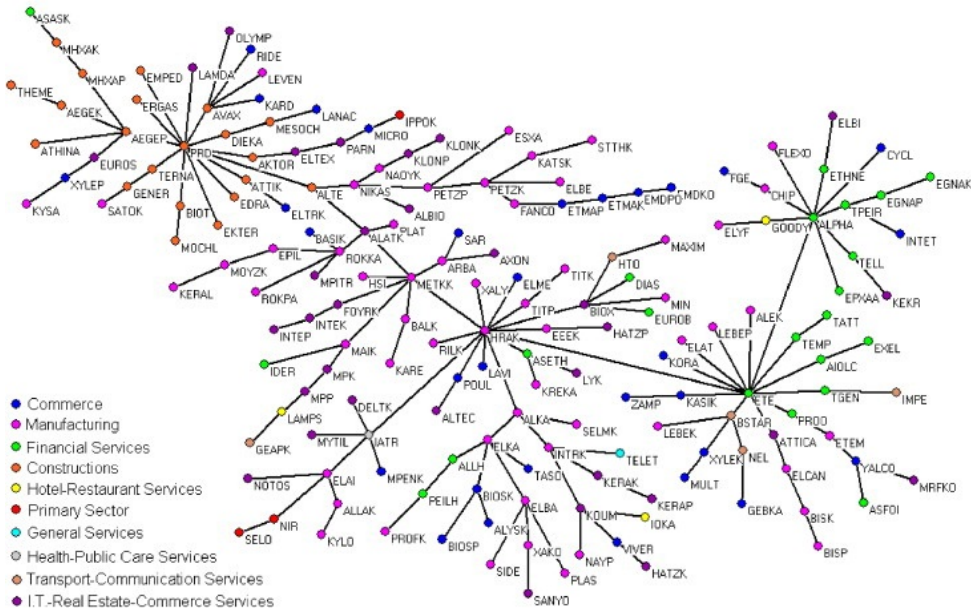 ASASK
OLYMP
MHXAK
RIDE
EMPED
LAMDA
LEVEN
MHXAP
THEME
ERGAS
KARD
LANAC
AEGEK
AVAX
MESOCH
IPPOK
AEGEP
DIEKA
MICRO
ESXA
ELBI
ATHINA
PRD
AKTOR
PARN
KLONK
STTHK
FLEXO
CYCL
EUROS
ELTEX
KLONP
KATSK
ETHNE
TERNA
NAOYK
FGE
EGNAK
XYLEP
ATTIK
ALTE
NIKAS
PETZP
PETZK
ELBE
EMDKO
CHIP
EGNAP
GENER
EDRA
EMDPO
TPEIR
KYSA
SATOK
BIOT
ELTRK
ALBIO
FANCO
ETMAP
ETMAK
ELYF
GOODY
ALPHA
EKTER
PLAT
INTET
MOCHL
BASIK
ALATK
SAR
EPIL
ROKKA
MAXIM
TELL
MOYZK
ARBA
AXON
HTO
MPITR
HSI
METKK
XALY
ELME
TITK
DIAS
EPXAA
KEKR
KERAL
ROKPA
FOYRK
TITP
BIOX
MIN
ALEK
INTEK
BALK
EUROB
LEBEP
TATT
INTEP
RILK
HRAK
EEEK
HATZP
ELAT
TEMP
MAIK
KORA
EXEL
IDER
KARE
LAVI
ASETH
AIOLC
MPK
POUL
KREKA
LYK
ETE
MPP
ZAMP
KASIK
TGEN
IMPE
DELTK
ALTEC
ALKA
BSTAR
PROD
LAMPS
LEBEK
ATTICA
ETEM
GEAPK
MYTIL
IATR
ELKA
INTRK
SELMK
XYLEK
NEL
YALCO
TELET
MULT
ELCAN
MRFKO
MPENK
ALLH
TASO
NOTOS
ELAI
KERAK
GEBKA
ASFOI
PEILH
BIOSK
KERAP
BISK
ALLAK
ELBA
KOUM
IOKA
NIR
PROFK
ALYSK
BISP
SELO
KYLO
BIOSP
XAKO
VIVER
SIDE
PLAS
NAYP
HATZK
SANYO
Commerce
Manufacturing
Financial Services
Constructions
Hotel-Restaurant Services
Primary Sector
General Services
Health-Public Care Services
Transport-Communication Services
I.T.-Real Estate-Commerce Services